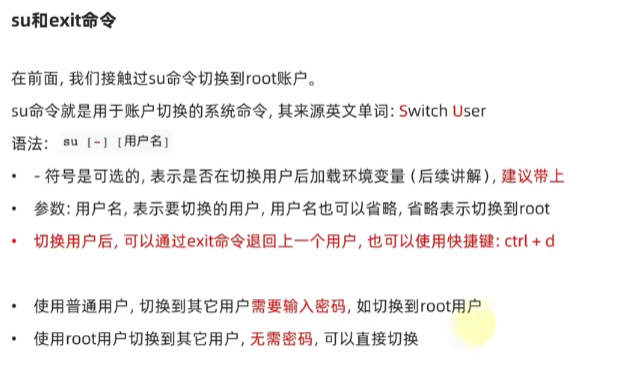 su和exit命令
在前面, 我们接触过su命令切换到root账户。
su命令就是用于账户切换的系统命令, 其来源英文单词: Switch User
语法: su [-] [用户名]
• - 符号是可选的, 表示是否在切换用户后加载环境变量（后续讲解）, 建议带上
• 参数: 用户名, 表示要切换的用户, 用户名也可以省略, 省略表示切换到root
• 切换用户后, 可以通过exit命令退回上一个用户, 也可以使用快捷键: ctrl + d
• 使用普通用户, 切换到其它用户需要输入密码, 如切换到root用户
• 使用root用户切换到其它用户, 无需密码, 可以直接切换